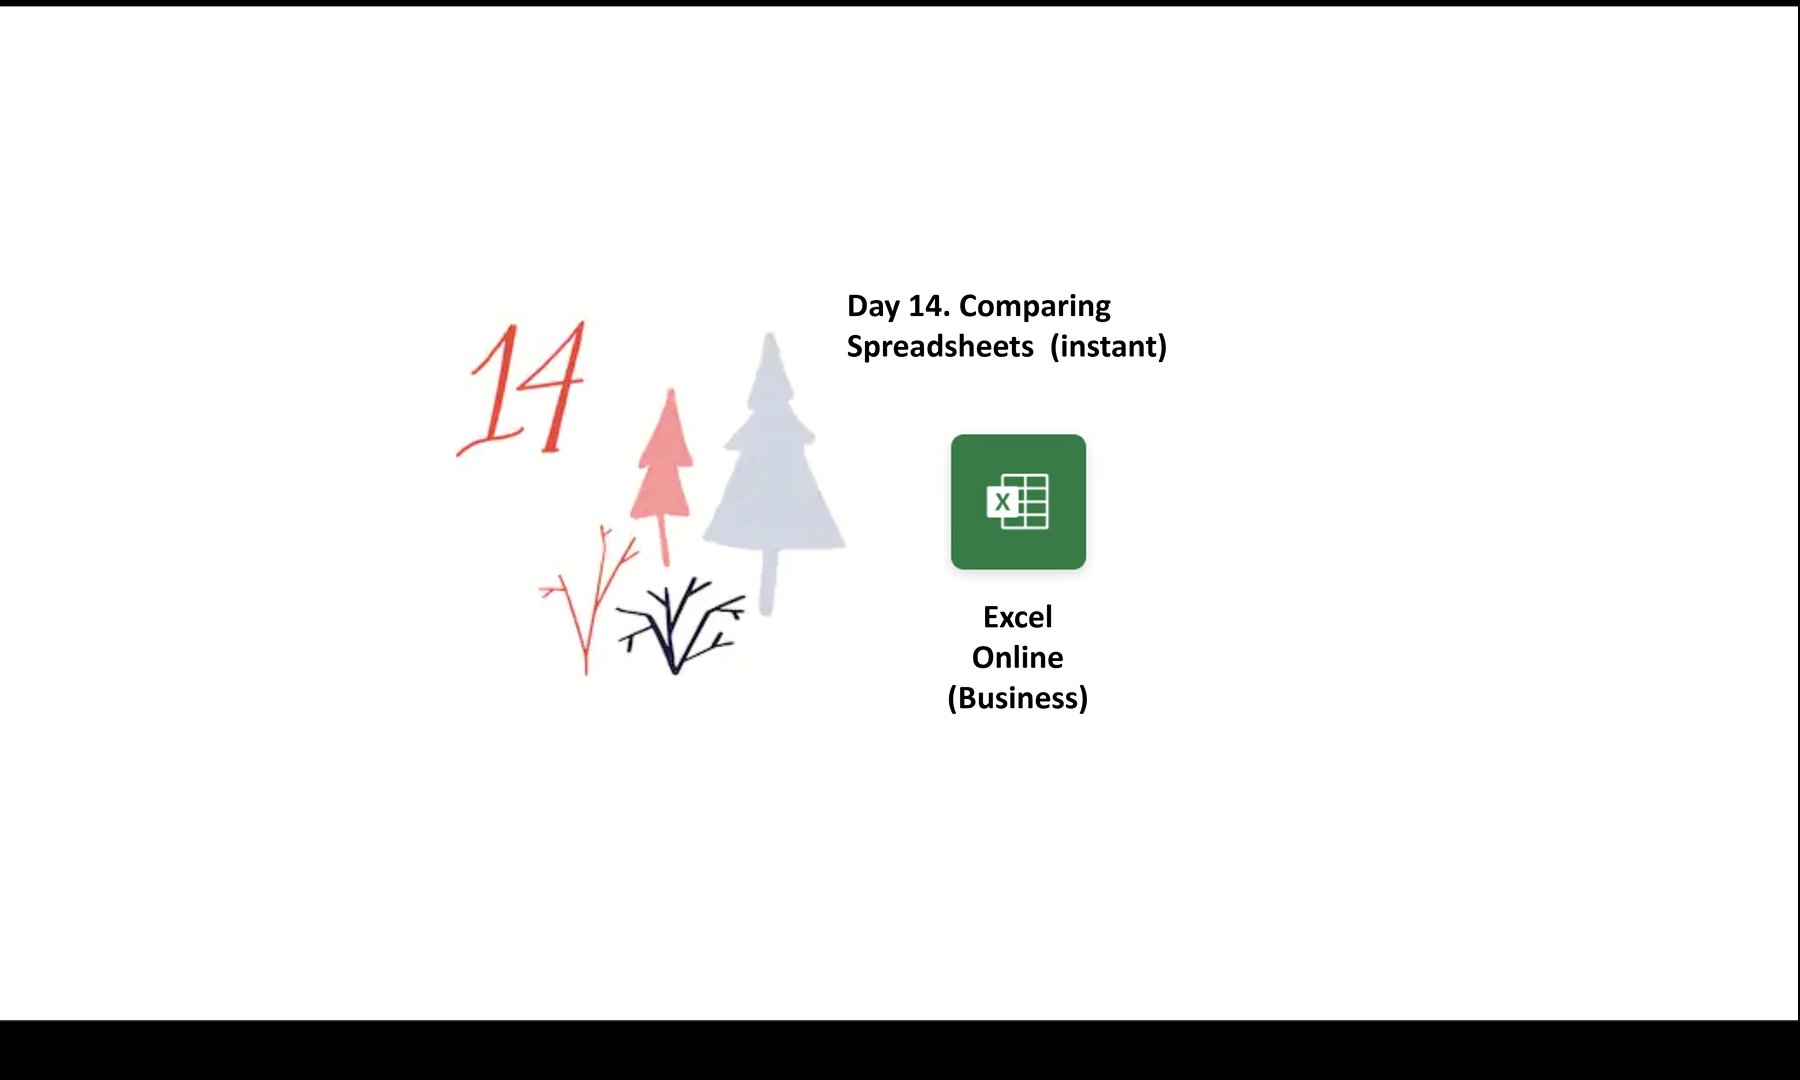 14
Day 14. Comparing
Spreadsheets (instant)
X
Excel
Online
(Business)